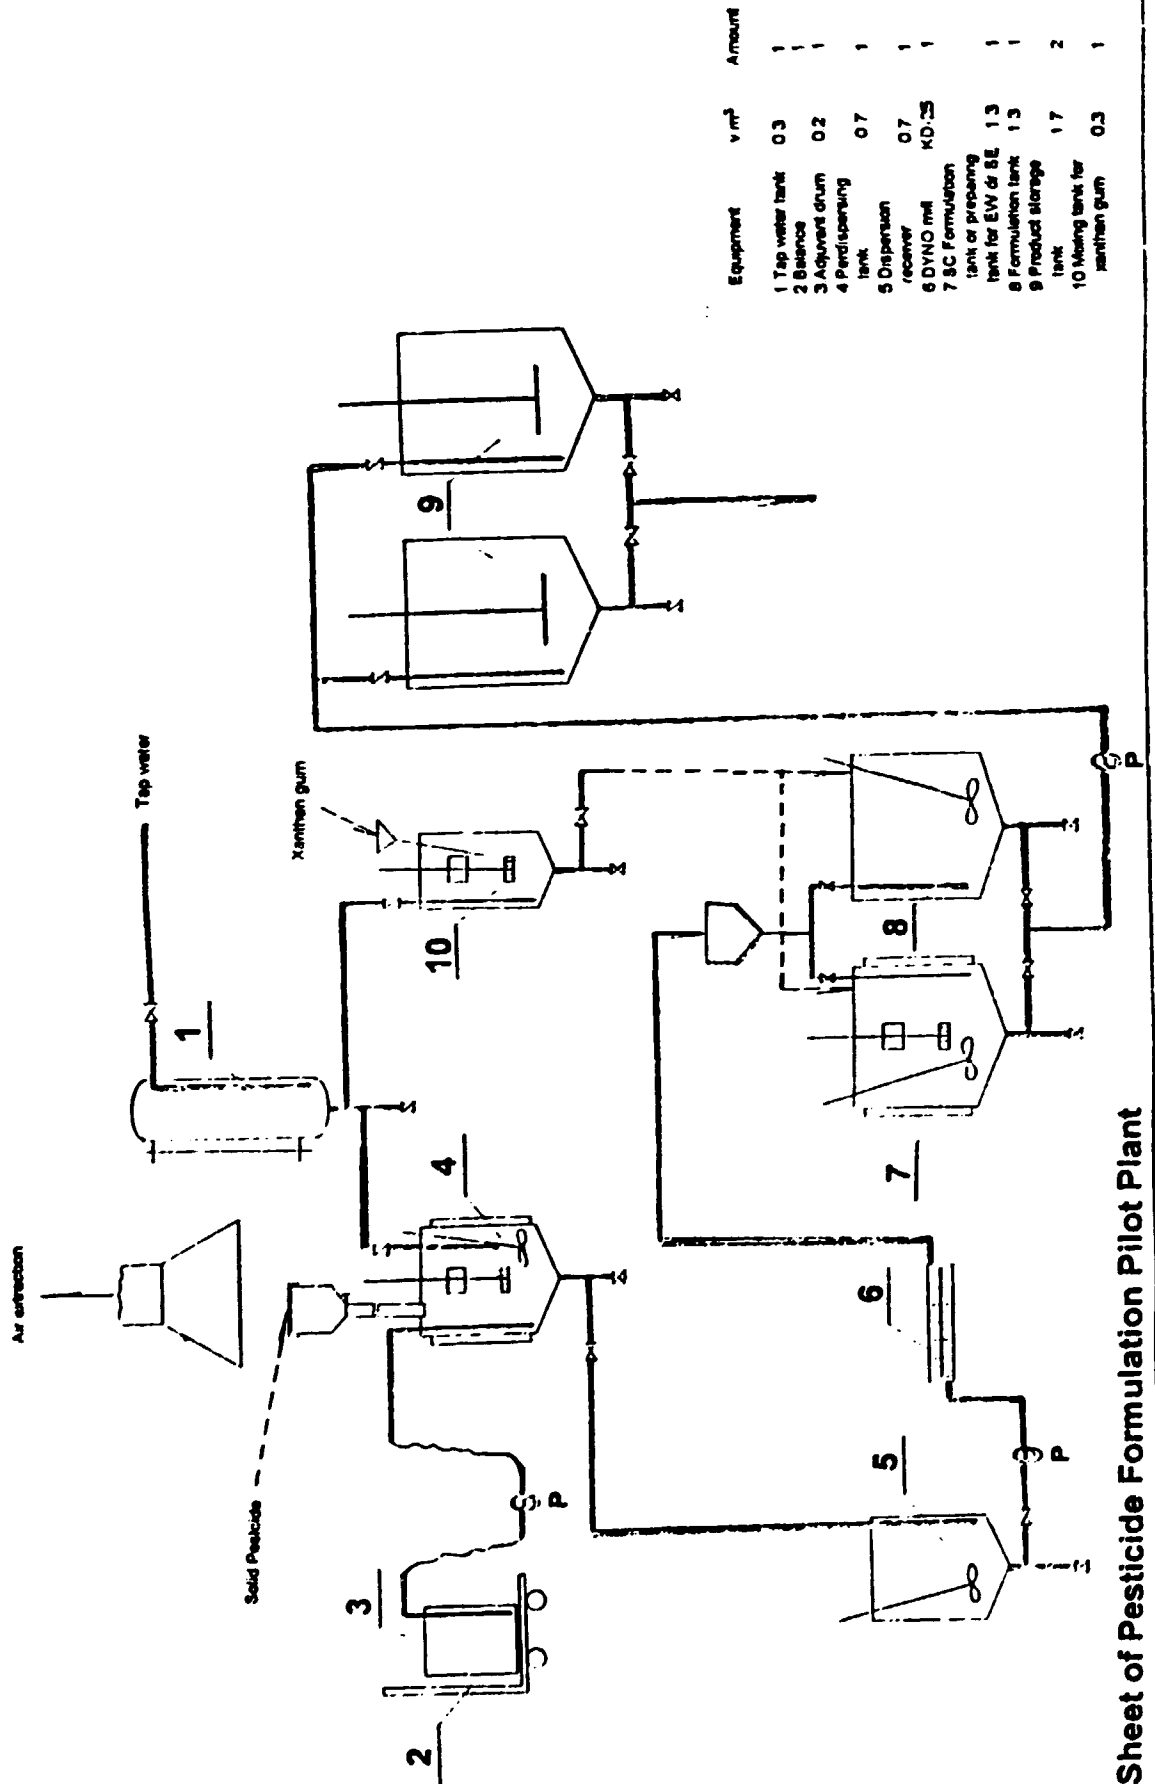 Air extraction
Tap water
Solid Pesticide
Xanthen gum
1
2
3
4
5
6
7
8
9
10
P
P
P
Equipment v m³ Amount
1 Tap water tank 0.3 1
2 Balance 1
3 Adjuvant drum 0.2 1
4 Perdispersing
tank 0.7 1
5 Dispersion
receiver 0.7 1
6 DYNO mill KD-25 1
7 SC Formulation
tank or preparing
tank for EW or SE 1.3 1
8 Formulation tank 1.3 1
9 Product storage
tank 1.7 2
10 Mixing tank for
xanthen gum 0.3 1
Sheet of Pesticide Formulation Pilot Plant